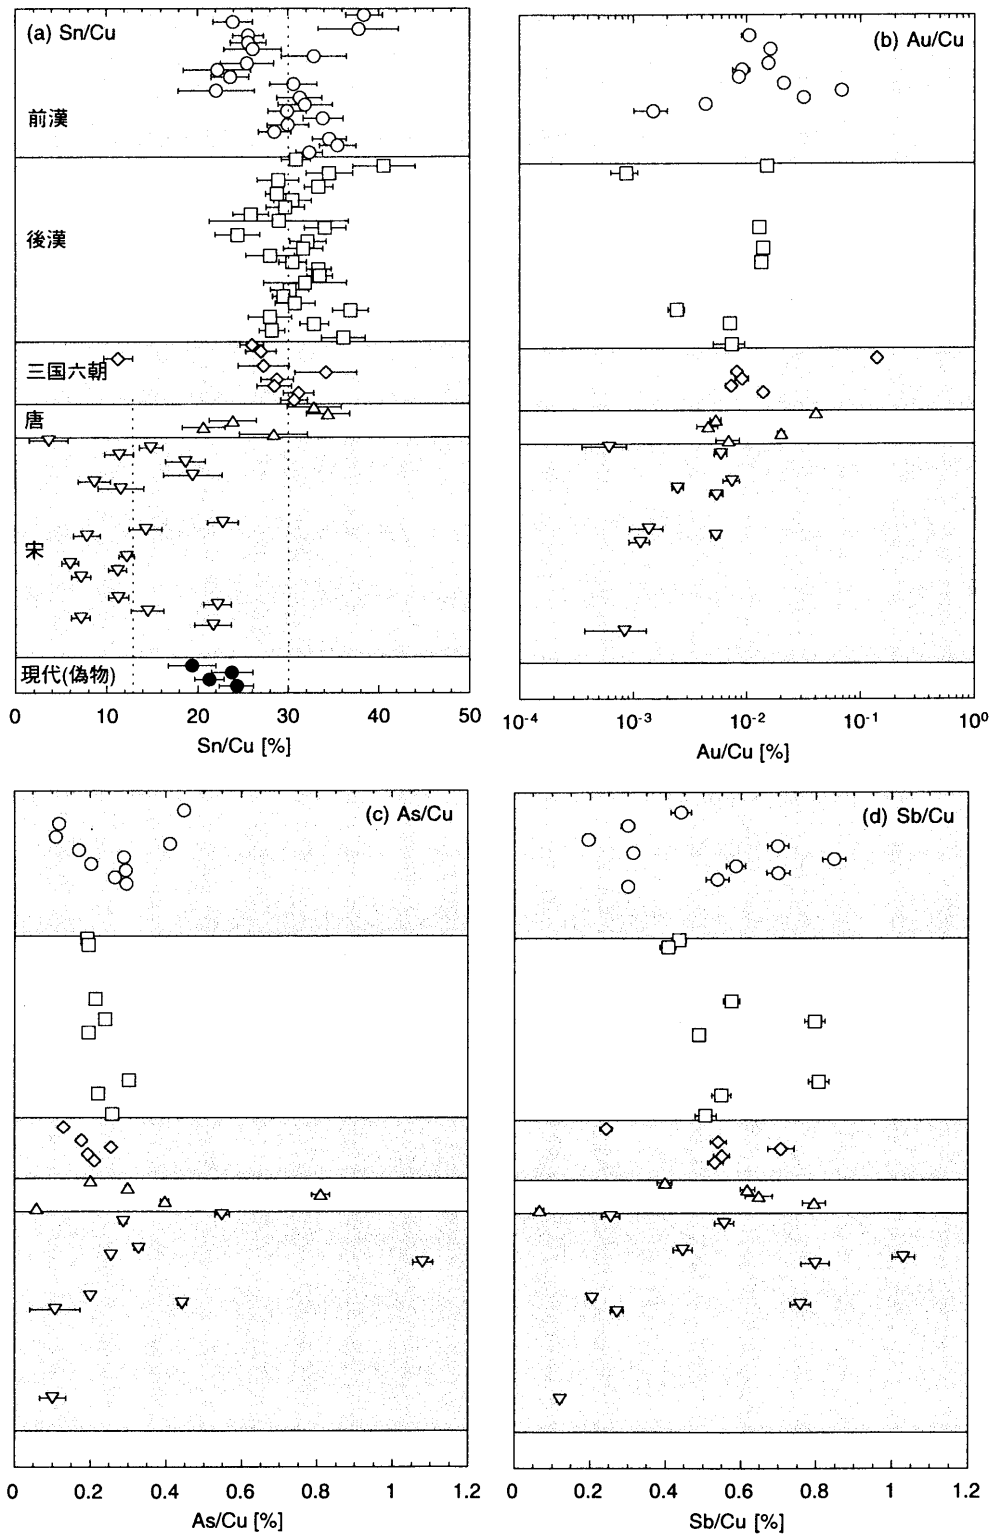 (a) Sn/Cu
前漢
後漢
三国六朝
唐
宋
現代(偽物)
0 10 20 30 40 50
Sn/Cu [%]
(b) Au/Cu
10-4 10-3 10-2 10-1 100
Au/Cu [%]
(c) As/Cu
0 0.2 0.4 0.6 0.8 1 1.2
As/Cu [%]
(d) Sb/Cu
0 0.2 0.4 0.6 0.8 1 1.2
Sb/Cu [%]